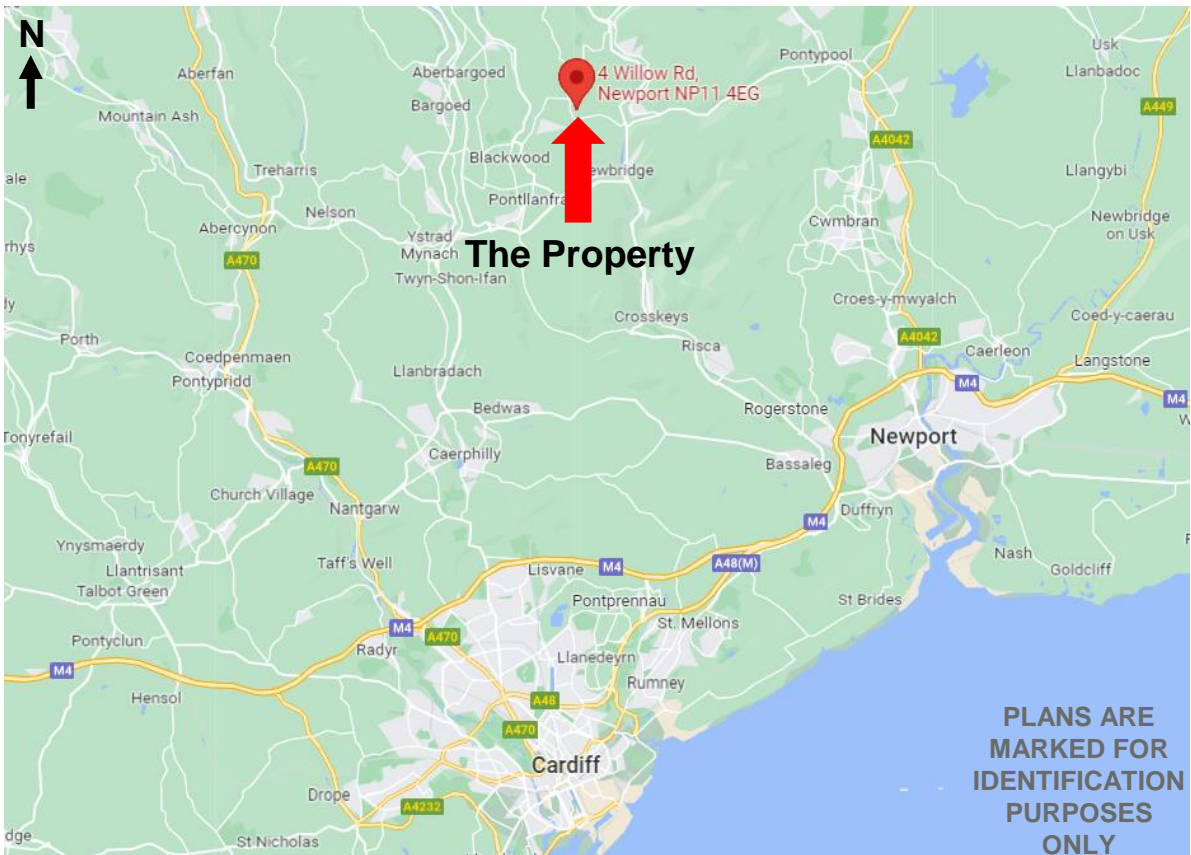 N
Usk
Pontypool
Llanbadoc
Aberfan
Aberbargoed
4 Willow Rd,
Newport NP11 4EG
Bargoed
A449
Mountain Ash
A4042
Blackwood
Treharris
ewbridge
Llangybi
ale
Pontllanfra
Nelson
Cwmbran
Newbridge
on Usk
Abercynon
Ystrad
Mynach
rhys
The Property
A470
Twyn-Shon-Ifan
dy
Croes-y-mwyalch
Crosskeys
Coed-y-caerau
Porth
A4042
Risca
Caerleon
Coedpenmaen
Langstone
Pontypridd
Llanbradach
M4
M4
Bedwas
Rogerstone
W
Tonyrefail
Newport
Caerphilly
A470
Bassaleg
Church Village
Nantgarw
Duffryn
M4
Ynysmaerdy
Nash
Taff's Well
Lisvane
M4
A48(M)
Llantrisant
Goldcliff
Talbot Green
Pontprennau
St Brides
St. Mellons
M4
A470
Pontyclun
Radyr
Llanedeyrn
M4
Rumney
Hensol
A48
PLANS ARE
MARKED FOR
IDENTIFICATION
PURPOSES
ONLY
A470
Cardiff
Drope
A4232
dge
St Nicholas